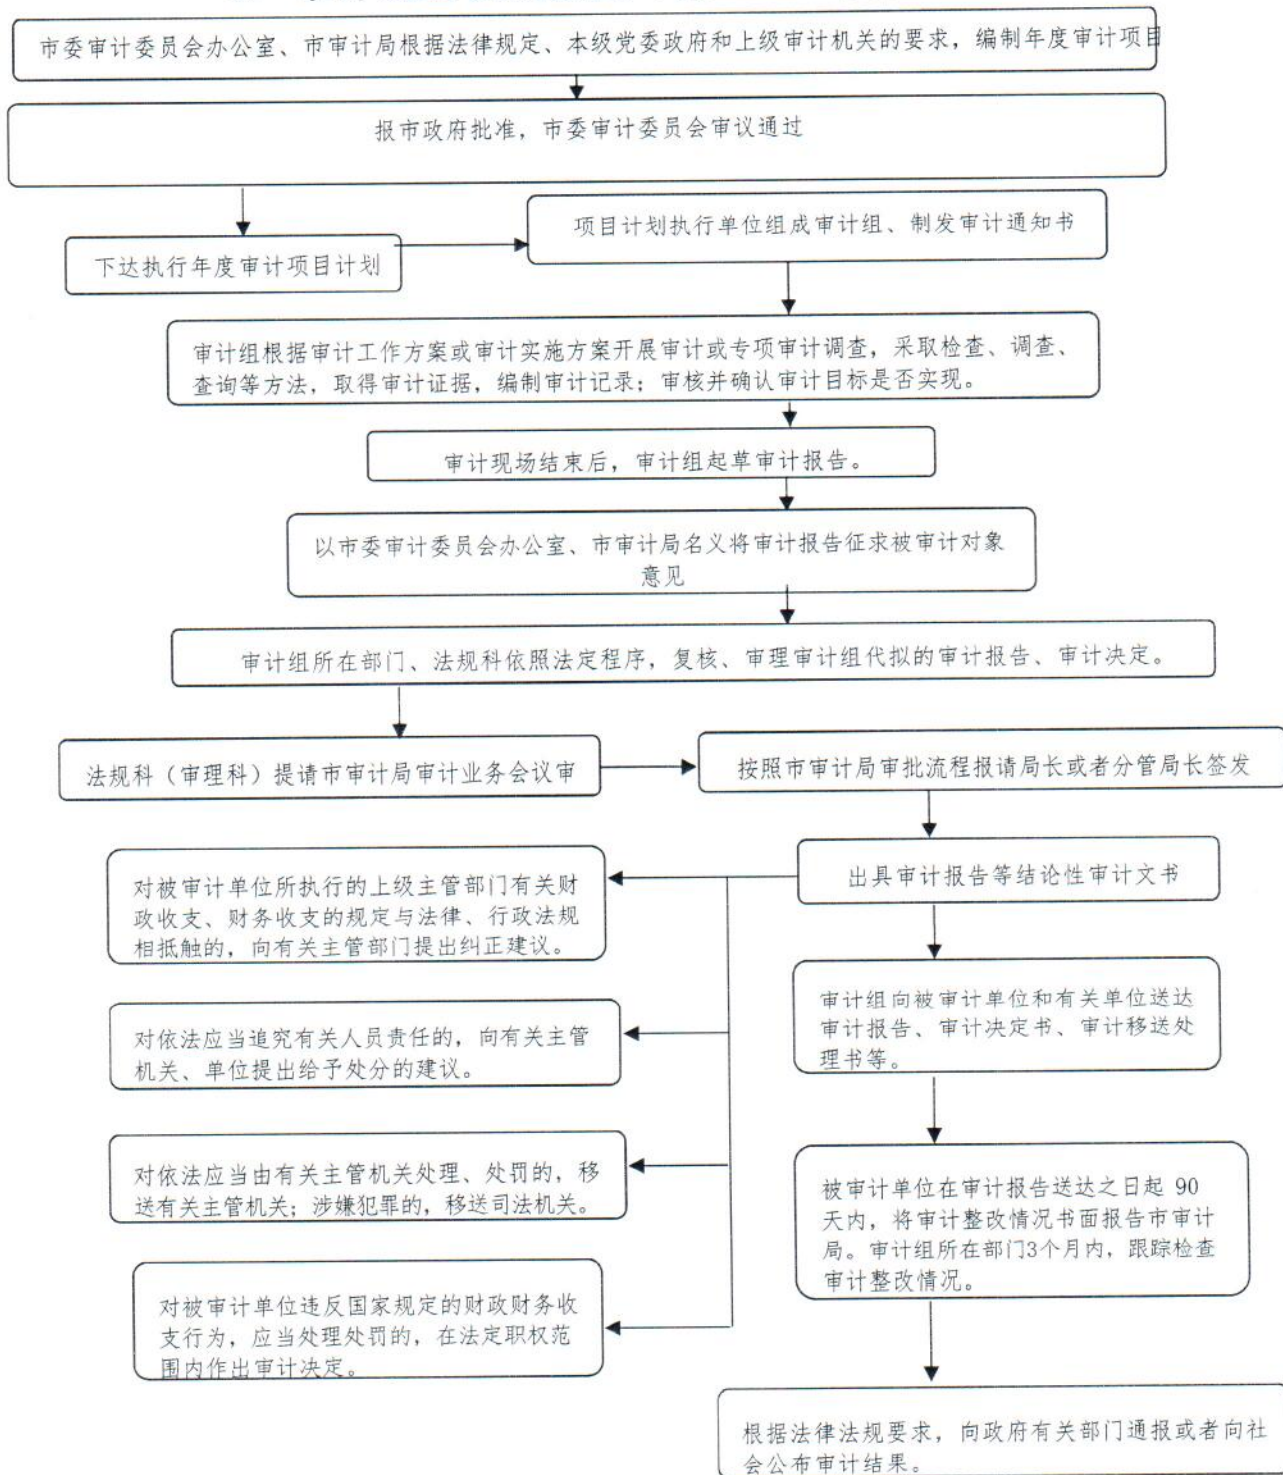 市委审计委员会办公室、市审计局根据法律规定、本级党委政府和上级审计机关的要求，编制年度审计项目
报市政府批准，市委审计委员会审议通过
下达执行年度审计项目计划
项目计划执行单位组成审计组、制发审计通知书
审计组根据审计工作方案或审计实施方案开展审计或专项审计调查，采取检查、调查、
查询等方法，取得审计证据，编制审计记录；审核并确认审计目标是否实现。
审计现场结束后，审计组起草审计报告。
以市委审计委员会办公室、市审计局名义将审计报告征求被审计对象
意见
审计组所在部门、法规科依照法定程序，复核、审理审计组代拟的审计报告、审计决定。
法规科（审理科）提请市审计局审计业务会议审
按照市审计局审批流程报请局长或者分管局长签发
出具审计报告等结论性审计文书
对被审计单位所执行的上级主管部门有关财
政收支、财务收支的规定与法律、行政法规
相抵触的，向有关主管部门提出纠正建议。
对依法应当追究有关人员责任的，向有关主管
机关、单位提出给予处分的建议。
对依法应当由有关主管机关处理、处罚的，移
送有关主管机关；涉嫌犯罪的，移送司法机关。
对被审计单位违反国家规定的财政财务收
支行为，应当处理处罚的，在法定职权范
围内作出审计决定。
审计组向被审计单位和有关单位送达
审计报告、审计决定书、审计移送处
理书等。
被审计单位在审计报告送达之日起 90
天内，将审计整改情况书面报告市审计
局。审计组所在部门3个月内，跟踪检查
审计整改情况。
根据法律法规要求，向政府有关部门通报或者向社
会公布审计结果。